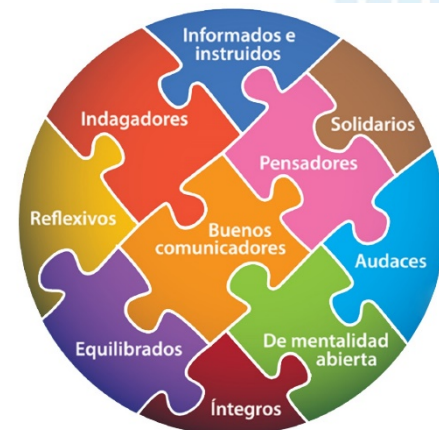 Informados e
instruidos
Indagadores
Solidarios
Pensadores
Reflexivos
Buenos
comunicadores
Audaces
Equilibrados
De mentalidad
abierta
Íntegros